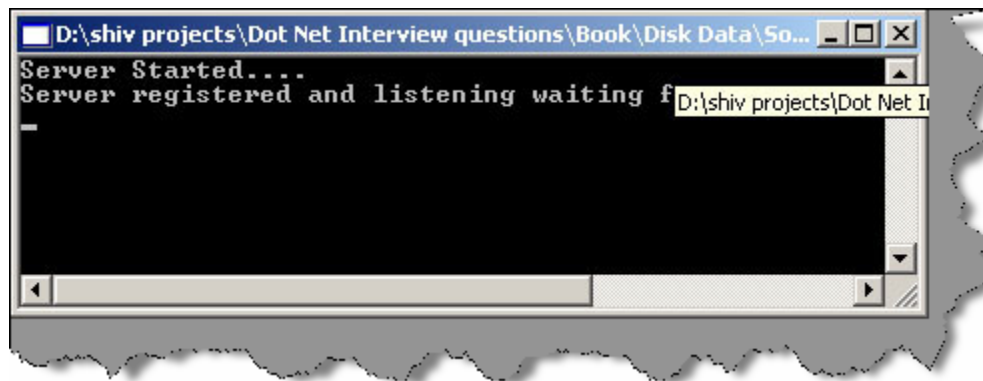 D:\shiv projects\Dot Net Interview questions\Book\Disk Data\So...
Server Started....
Server registered and listening waiting
D:\shiv projects\Dot Net